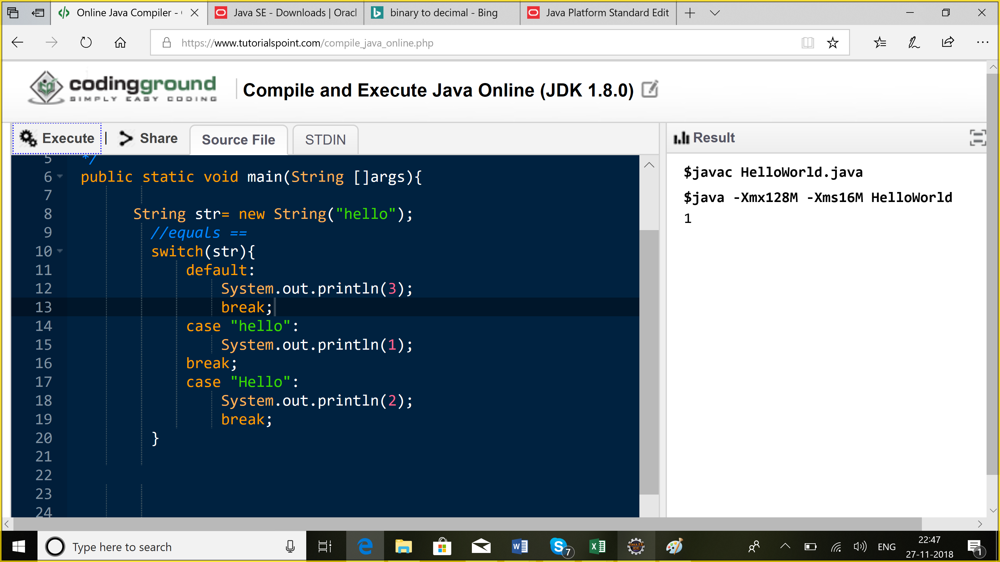 Online Java Compiler -
Java SE - Downloads | Oracl
binary to decimal - Bing
Java Platform Standard Edit
https://www.tutorialspoint.com/compile_java_online.php
codingground
SIMPLY EASY CODING
Compile and Execute Java Online (JDK 1.8.0)
Execute | Share
Source File
STDIN
Result
5 */
6 public static void main(String []args){
7
8 String str= new String("hello");
9 //equals ==
10 switch(str){
11 default:
12 System.out.println(3);
13 break;
14 case "hello":
15 System.out.println(1);
16 break;
17 case "Hello":
18 System.out.println(2);
19 break;
20 }
21
22
23
24
$javac HelloWorld.java
$java -Xmx128M -Xms16M HelloWorld
1
Type here to search
7
Java EE
IDE
ENG
22:47
27-11-2018
1